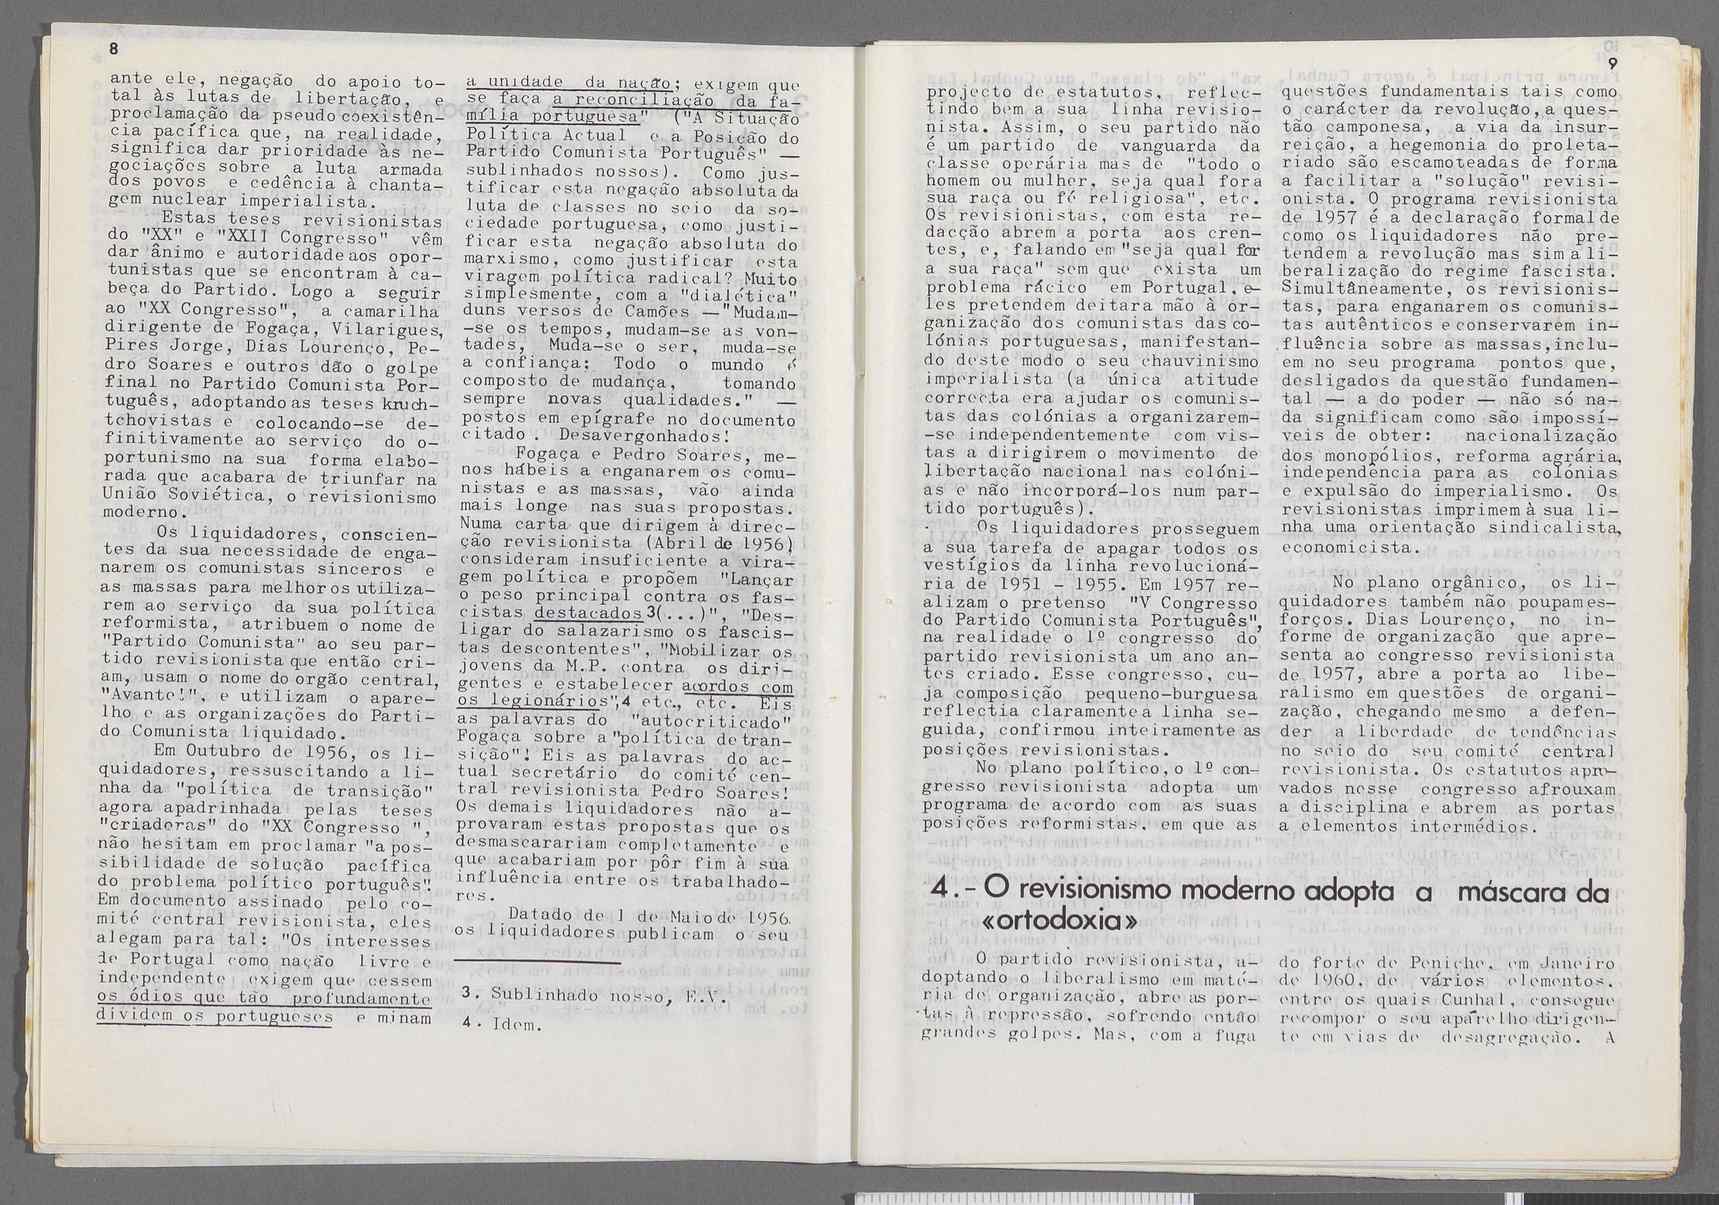 8
ante ele, negação do apoio to-
tal às lutas de libertação, e
proclamação da pseudo coexistên-
cia pacífica que, na realidade,
significa dar prioridade às ne-
gociações sobre a luta armada
dos povos e cedência à chanta-
gem nuclear imperialista.
Estas teses revisionistas
do "XX" e "XXII Congresso" vêm
dar ânimo e autoridade aos opor-
tunistas que se encontram à ca-
beça do Partido. Logo a seguir
ao "XX Congresso", a camarilha
dirigente de Fogaça, Vilarigues,
Pires Jorge, Dias Lourenço, Pe-
dro Soares e outros dão o golpe
final no Partido Comunista Por-
tuguês, adoptando as teses kruch-
tchovistas e colocando-se de-
finitivamente ao serviço do o-
portunismo na sua forma elabo-
rada que acabara de triunfar na
União Soviética, o revisionismo
moderno.
Os liquidadores, conscien-
tes da sua necessidade de enga-
narem os comunistas sinceros e
as massas para melhor os utiliza-
rem ao serviço da sua política
reformista, atribuem o nome de
"Partido Comunista" ao seu par-
tido revisionista que então cri-
am, usam o nome do orgão central,
"Avante!", e utilizam o apare-
lho e as organizações do Parti-
do Comunista liquidado.
Em Outubro de 1956, os li-
quidadores, ressuscitando a li-
nha da "política de transição"
agora apadrinhada pelas teses
"criadoras" do "XX Congresso ",
não hesitam em proclamar "a pos-
sibilidade de solução pacífica
do problema político português"!
Em documento assinado pelo co-
mité central revisionista, eles
alegam para tal: "Os interesses
de Portugal como nação livre e
independente exigem que cessem
os ódios que tão profundamente
dividem os portugueses e minam
a unidade da nação; exigem que
se faça a reconciliação da fa-
mília portuguesa" ("A Situação
Política Actual e a Posição do
Partido Comunista Português" —
sublinhados nossos). Como jus-
tificar esta negação absoluta da
luta de classes no seio da so-
ciedade portuguesa, como justi-
ficar esta negação absoluta do
marxismo, como justificar esta
viragem política radical? Muito
simplesmente, com a "dialética"
duns versos de Camões —"Mudam-
-se os tempos, mudam-se as von-
tades, Muda-se o ser, muda-se
a confiança; Todo o mundo é
composto de mudança, tomando
sempre novas qualidades." —
postos em epígrafe no documento
citado . Desavergonhados!
Fogaça e Pedro Soares, me-
nos hábeis a enganarem os comu-
nistas e as massas, vão ainda
mais longe nas suas propostas.
Numa carta que dirigem à direc-
ção revisionista (Abril de 1956)
consideram insuficiente a vira-
gem política e propõem "Lançar
o peso principal contra os fas-
cistas destacados 3(...)", "Des-
ligar do salazarismo os fascis-
tas descontentes", "Mobilizar os
jovens da M.P. contra os diri-
gentes e estabelecer acordos com
os legionários",4 etc., etc. Eis
as palavras do "autocriticado"
Fogaça sobre a "política de tran-
sição"! Eis as palavras do ac-
tual secretário do comité cen-
tral revisionista Pedro Soares!
Os demais liquidadores não a-
provaram estas propostas que os
desmascarariam completamente e
que acabariam por pôr fim à sua
influência entre os trabalhado-
res.
Datado de 1 de Maio de 1956.
os liquidadores publicam o seu
3. Sublinhado nosso, E.V.
4. Idem.
9
projecto de estatutos, reflec-
tindo bem a sua linha revisio-
nista. Assim, o seu partido não
é um partido de vanguarda da
classe operária mas de "todo o
homem ou mulher, seja qual fora
sua raça ou fé religiosa", etc.
Os revisionistas, com esta re-
dacção abrem a porta aos cren-
tes, e, falando em "seja qual for
a sua raça" sem que exista um
problema rácico em Portugal, e-
les pretendem deitara mão à or-
ganização dos comunistas das co-
lónias portuguesas, manifestan-
do deste modo o seu chauvinismo
imperialista (a única atitude
correcta era ajudar os comunis-
tas das colónias a organizarem-
-se independentemente com vis-
tas a dirigirem o movimento de
libertação nacional nas colóni-
as e não incorporá-los num par-
tido português).
Os liquidadores prosseguem
a sua tarefa de apagar todos os
vestígios da linha revolucioná-
ria de 1951 - 1955. Em 1957 re-
alizam o pretenso "V Congresso
do Partido Comunista Português",
na realidade o 1º congresso do
partido revisionista um ano an-
tes criado. Esse congresso, cu-
ja composição pequeno-burguesa
reflectia claramente a linha se-
guida, confirmou inteiramente as
posições revisionistas.
No plano político, o 1º con-
gresso revisionista adopta um
programa de acordo com as suas
posições reformistas, em que as
questões fundamentais tais como
o carácter da revolução, a ques-
tão camponesa, a via da insur-
reição, a hegemonia do proleta-
riado são escamoteadas de forma
a facilitar a "solução" revisi-
onista. O programa revisionista
de 1957 é a declaração formal de
como os liquidadores não pre-
tendem a revolução mas sim a li-
beralização do regime fascista.
Simultâneamente, os revisionis-
tas, para enganarem os comunis-
tas autênticos e conservarem in-
fluência sobre as massas, inclu-
em no seu programa pontos que,
desligados da questão fundamen-
tal — a do poder — não só na-
da significam como são impossí-
veis de obter: nacionalização
dos monopólios, reforma agrária,
independência para as colónias
e expulsão do imperialismo. Os
revisionistas imprimem à sua li-
nha uma orientação sindicalista,
economicista.
No plano orgânico, os li-
quidadores também não poupam es-
forços. Dias Lourenço, no in-
forme de organização que apre-
senta ao congresso revisionista
de 1957, abre a porta ao libe-
ralismo em questões de organi-
zação, chegando mesmo a defen-
der a liberdade de tendências
no seio do seu comité central
revisionista. Os estatutos apro-
vados nesse congresso afrouxam
a disciplina e abrem as portas
a elementos intermédios.
4.- O revisionismo moderno adopta a máscara da
«ortodoxia»
O partido revisionista, a-
doptando o liberalismo em maté-
ria de organização, abre as por-
tas à repressão, sofrendo então
grandes golpes. Mas, com a fuga
do forte de Peniche, em Janeiro
de 1960, de vários elementos,
entre os quais Cunhal, consegue
recompor o seu aparelho dirigen-
te em vias de desagregação. A